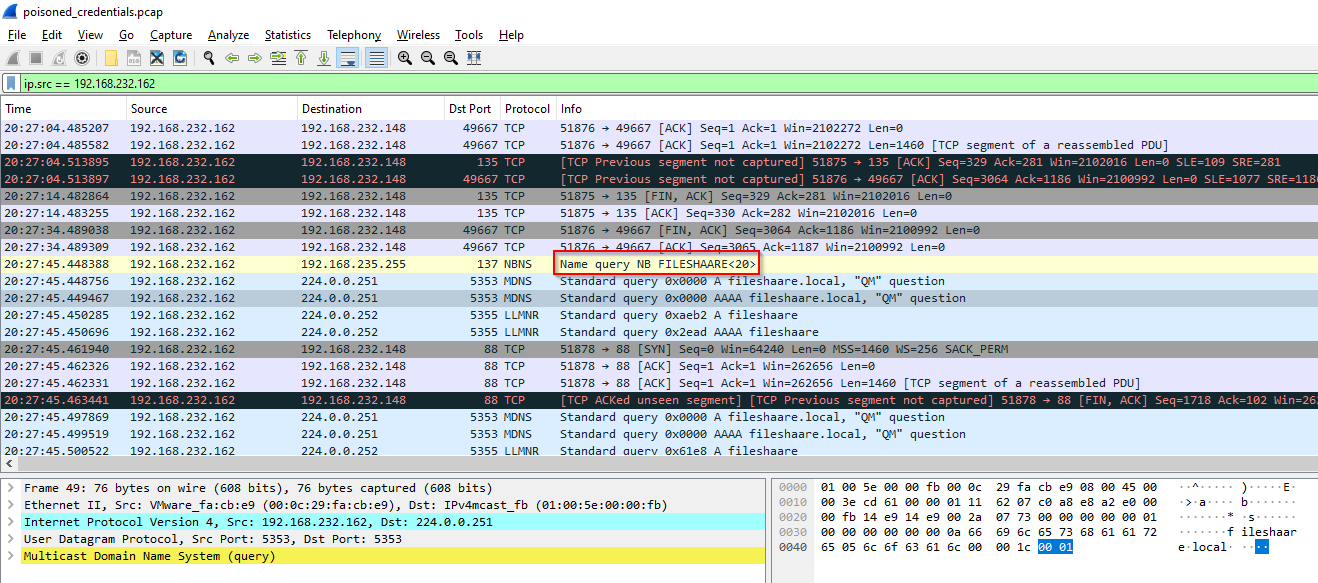 poisoned_credentials.pcap
File Edit View Go Capture Analyze Statistics Telephony Wireless Tools Help
ip.src == 192.168.232.162
Time Source Destination Dst Port Protocol Info
20:27:04.485207 192.168.232.162 192.168.232.148 49667 TCP 51876 → 49667 [ACK] Seq=1 Ack=1 Win=2102272 Len=0
20:27:04.485582 192.168.232.162 192.168.232.148 49667 TCP 51876 → 49667 [ACK] Seq=1 Ack=1 Win=2102272 Len=1460 [TCP segment of a reassembled PDU]
20:27:04.513895 192.168.232.162 192.168.232.148 135 TCP [TCP Previous segment not captured] 51875 → 135 [ACK] Seq=329 Ack=281 Win=2102016 Len=0 SLE=109 SRE=281
20:27:04.513897 192.168.232.162 192.168.232.148 49667 TCP [TCP Previous segment not captured] 51876 → 49667 [ACK] Seq=3064 Ack=1186 Win=2100992 Len=0 SLE=1077 SRE=118
20:27:14.482864 192.168.232.162 192.168.232.148 135 TCP 51875 → 135 [FIN, ACK] Seq=329 Ack=281 Win=2102016 Len=0
20:27:14.483255 192.168.232.162 192.168.232.148 135 TCP 51875 → 135 [ACK] Seq=330 Ack=282 Win=2102016 Len=0
20:27:34.489038 192.168.232.162 192.168.232.148 49667 TCP 51876 → 49667 [FIN, ACK] Seq=3064 Ack=1186 Win=2100992 Len=0
20:27:34.489309 192.168.232.162 192.168.232.148 49667 TCP 51876 → 49667 [ACK] Seq=3065 Ack=1187 Win=2100992 Len=0
20:27:45.448388 192.168.232.162 192.168.235.255 137 NBNS Name query NB FILESHAARE<20>
20:27:45.448756 192.168.232.162 224.0.0.251 5353 MDNS Standard query 0x0000 A fileshaare.local, "QM" question
20:27:45.449467 192.168.232.162 224.0.0.251 5353 MDNS Standard query 0x0000 AAAA fileshaare.local, "QM" question
20:27:45.450285 192.168.232.162 224.0.0.252 5355 LLMNR Standard query 0xaeb2 A fileshaare
20:27:45.450696 192.168.232.162 224.0.0.252 5355 LLMNR Standard query 0x2ead AAAA fileshaare
20:27:45.461940 192.168.232.162 192.168.232.148 88 TCP 51878 → 88 [SYN] Seq=0 Win=64240 Len=0 MSS=1460 WS=256 SACK_PERM
20:27:45.462326 192.168.232.162 192.168.232.148 88 TCP 51878 → 88 [ACK] Seq=1 Ack=1 Win=262656 Len=0
20:27:45.462331 192.168.232.162 192.168.232.148 88 TCP 51878 → 88 [ACK] Seq=1 Ack=1 Win=262656 Len=1460 [TCP segment of a reassembled PDU]
20:27:45.463441 192.168.232.162 192.168.232.148 88 TCP [TCP ACKed unseen segment] [TCP Previous segment not captured] 51878 → 88 [FIN, ACK] Seq=1718 Ack=102 Win=26
20:27:45.497869 192.168.232.162 224.0.0.251 5353 MDNS Standard query 0x0000 A fileshaare.local, "QM" question
20:27:45.499519 192.168.232.162 224.0.0.251 5353 MDNS Standard query 0x0000 AAAA fileshaare.local, "QM" question
20:27:45.500522 192.168.232.162 224.0.0.252 5355 LLMNR Standard query 0x61e8 A fileshaare
Frame 49: 76 bytes on wire (608 bits), 76 bytes captured (608 bits)
Ethernet II, Src: VMware_fa:cb:e9 (00:0c:29:fa:cb:e9), Dst: IPv4mcast_fb (01:00:5e:00:00:fb)
Internet Protocol Version 4, Src: 192.168.232.162, Dst: 224.0.0.251
User Datagram Protocol, Src Port: 5353, Dst Port: 5353
Multicast Domain Name System (query)
0000 01 00 5e 00 00 fb 00 0c 29 fa cb e9 08 00 45 00 ··^·····)·····E·
0010 00 3e cd 61 00 00 01 11 62 07 c0 a8 e8 a2 e0 00 ·>·a····b·······
0020 00 fb 14 e9 14 e9 00 2a 07 73 00 00 00 00 00 01 ·······*·s······
0030 00 00 00 00 00 00 0a 66 69 6c 65 73 68 61 61 72 ·······fileshaar
0040 65 05 6c 6f 63 61 6c 00 00 1c 00 01 e·local·····